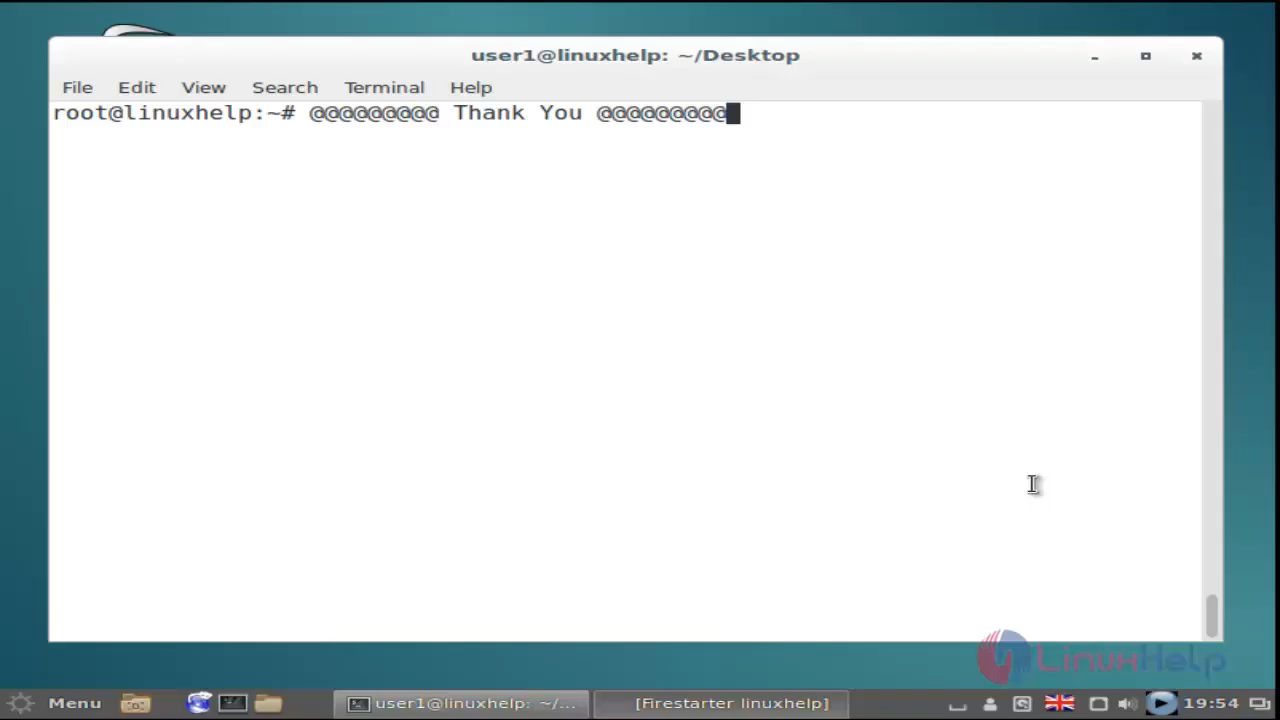 user1@linuxhelp: ~/Desktop
File Edit View Search Terminal Help
root@linuxhelp:~# @@@@@@@@@ Thank You @@@@@@@@@
LinuxHelp
Menu user1@linuxhelp: ~/... [Firestarter linuxhelp] 19:54